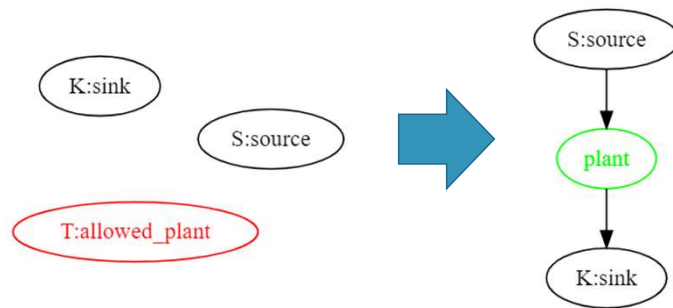 K:sink
S:source
T:allowed_plant
S:source
plant
K:sink